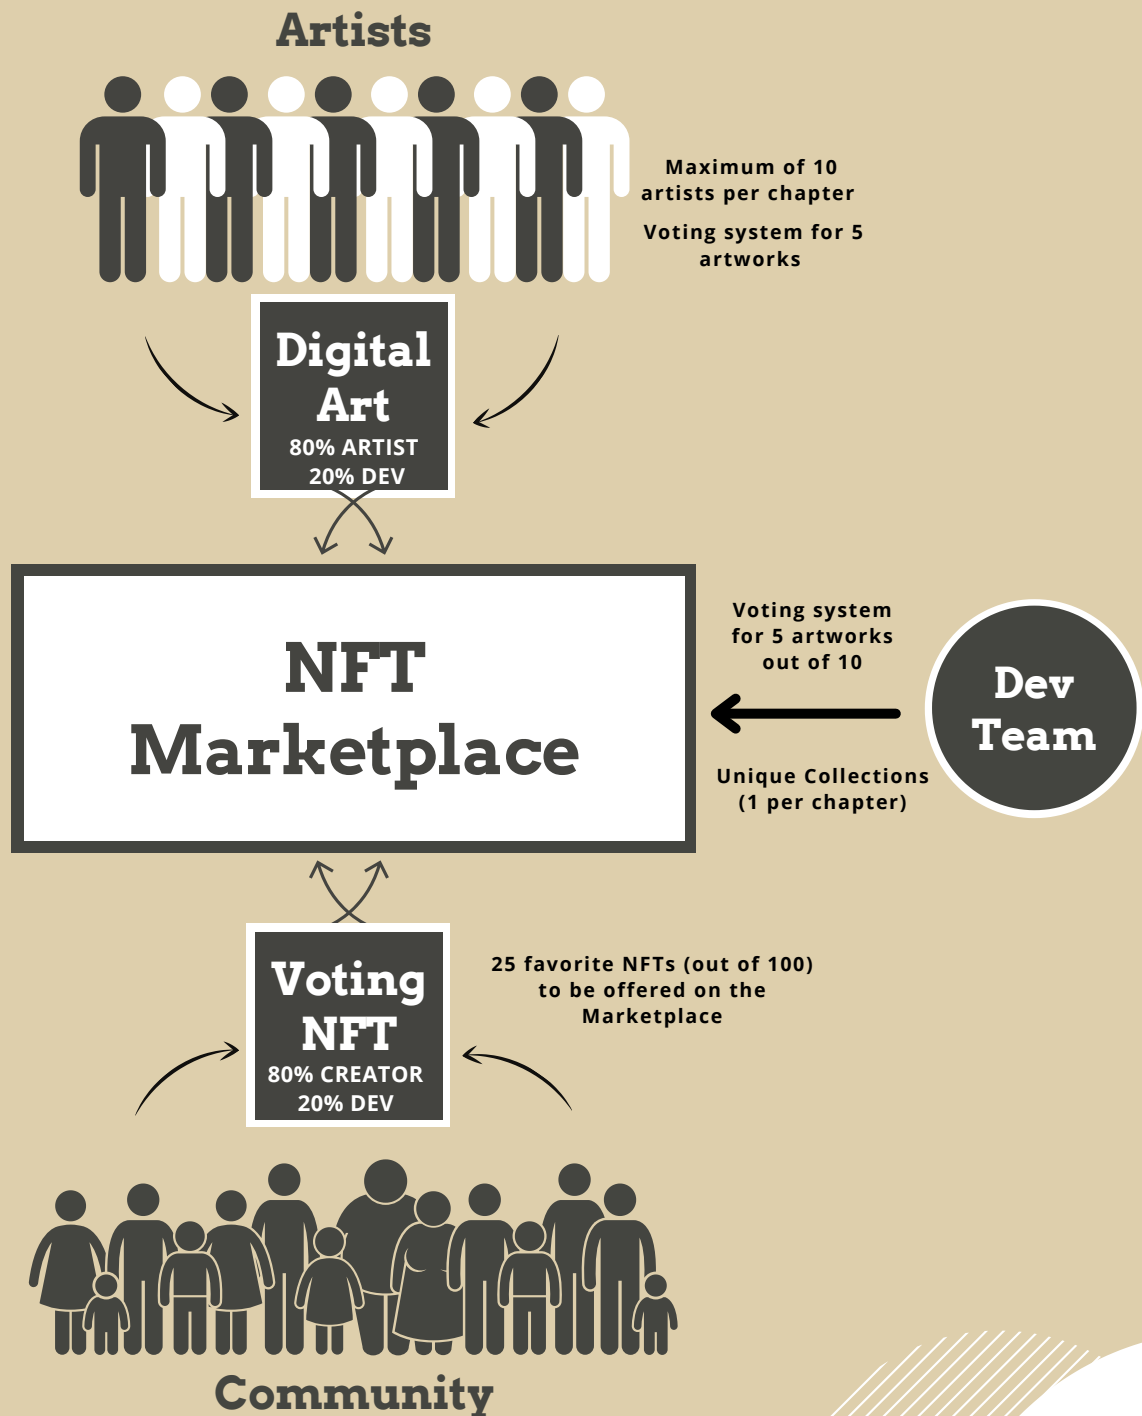 Artists
Maximum of 10
artists per chapter
Voting system for 5
artworks
Digital
Art
80% ARTIST
20% DEV
NFT
Marketplace
Voting system
for 5 artworks
out of 10
Dev
Team
Unique Collections
(1 per chapter)
Voting
NFT
80% CREATOR
20% DEV
25 favorite NFTs (out of 100)
to be offered on the
Marketplace
Community